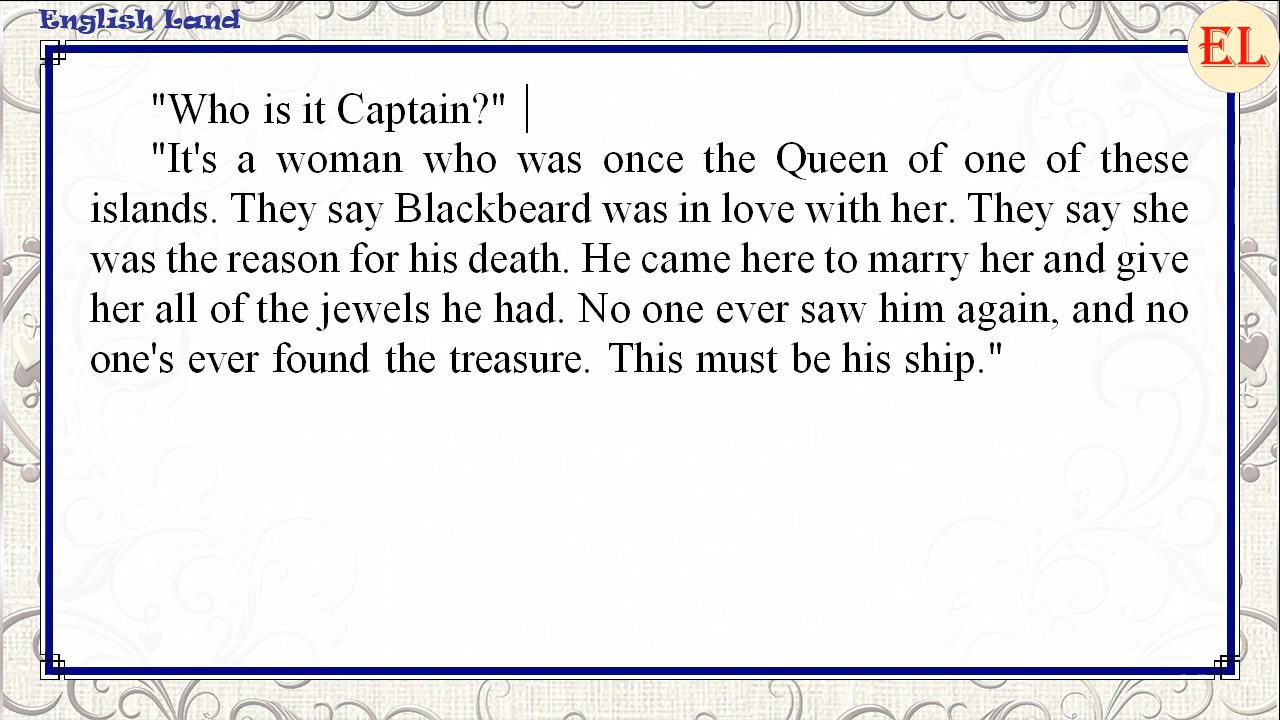 English Land
EL
"Who is it Captain?"
"It's a woman who was once the Queen of one of these
islands. They say Blackbeard was in love with her. They say she
was the reason for his death. He came here to marry her and give
her all of the jewels he had. No one ever saw him again, and no
one's ever found the treasure. This must be his ship."